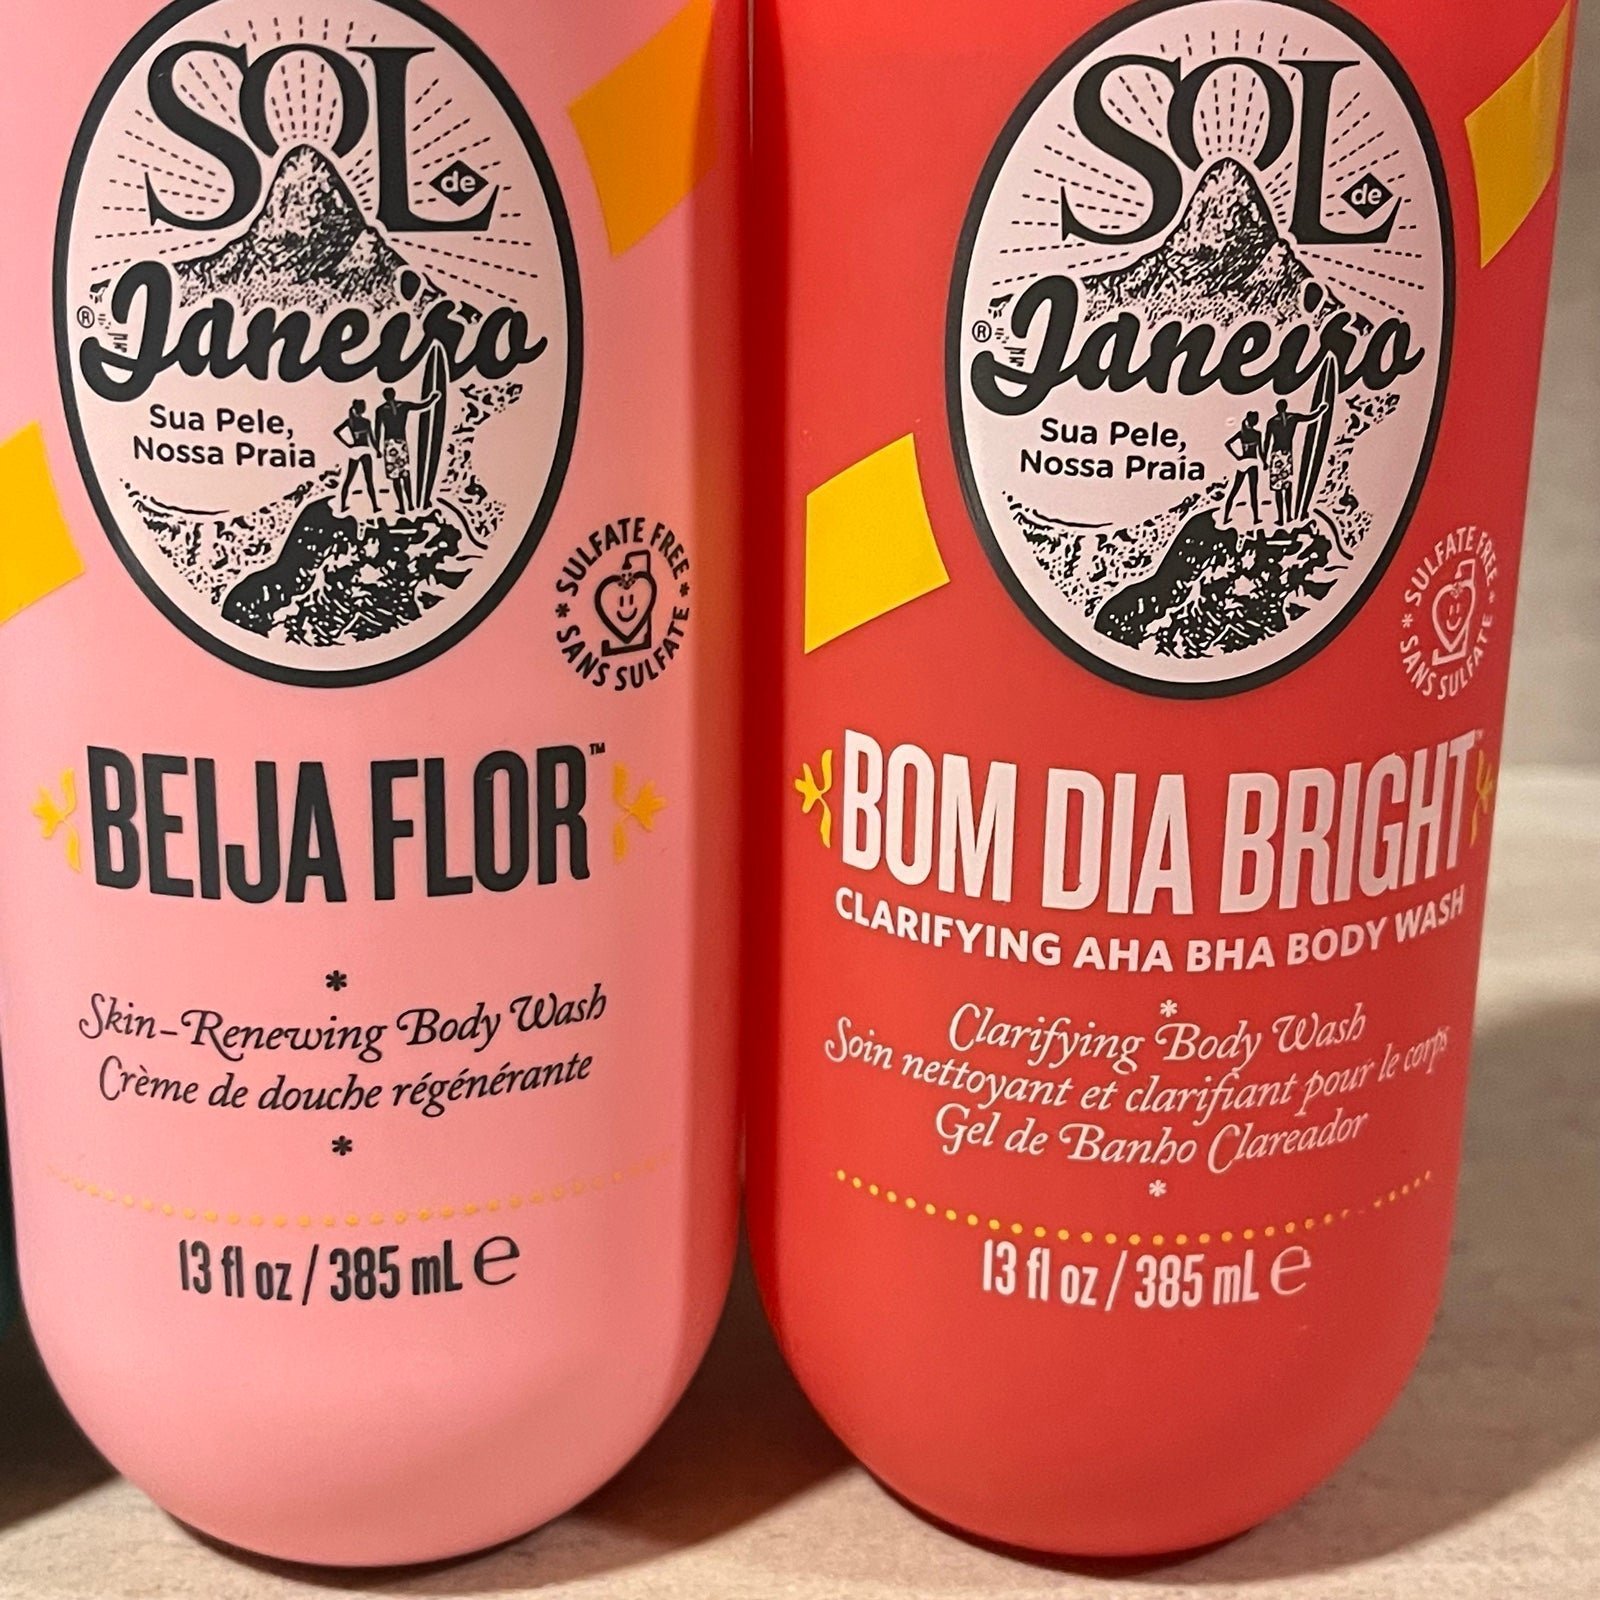 SOL
de
Janeiro
®
Sua Pele,
Nossa Praia
* SULFATE FREE *
SANS SULFATE
BEIJA FLOR™
*
Skin-Renewing Body Wash
Crème de douche régénérante
*
13 fl oz / 385 mL ℮
SOL
de
Janeiro
®
Sua Pele,
Nossa Praia
* SULFATE FREE *
SANS SULFATE
BOM DIA BRIGHT™
CLARIFYING AHA BHA BODY WASH
*
Clarifying Body Wash
Soin nettoyant et clarifiant pour le corps
Gel de Banho Clareador
*
13 fl oz / 385 mL ℮